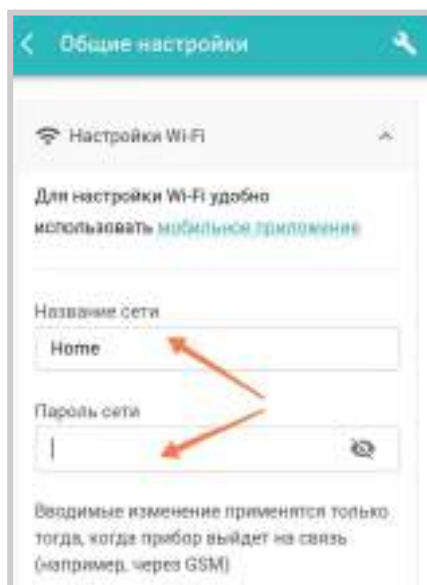 Общие настройки
Настройки Wi-Fi
Для настройки Wi-Fi удобно
использовать мобильное приложение
Название сети
Home
Пароль сети
Вводимые изменение применятся только
тогда, когда прибор выйдет на связь
(например, через GSM)